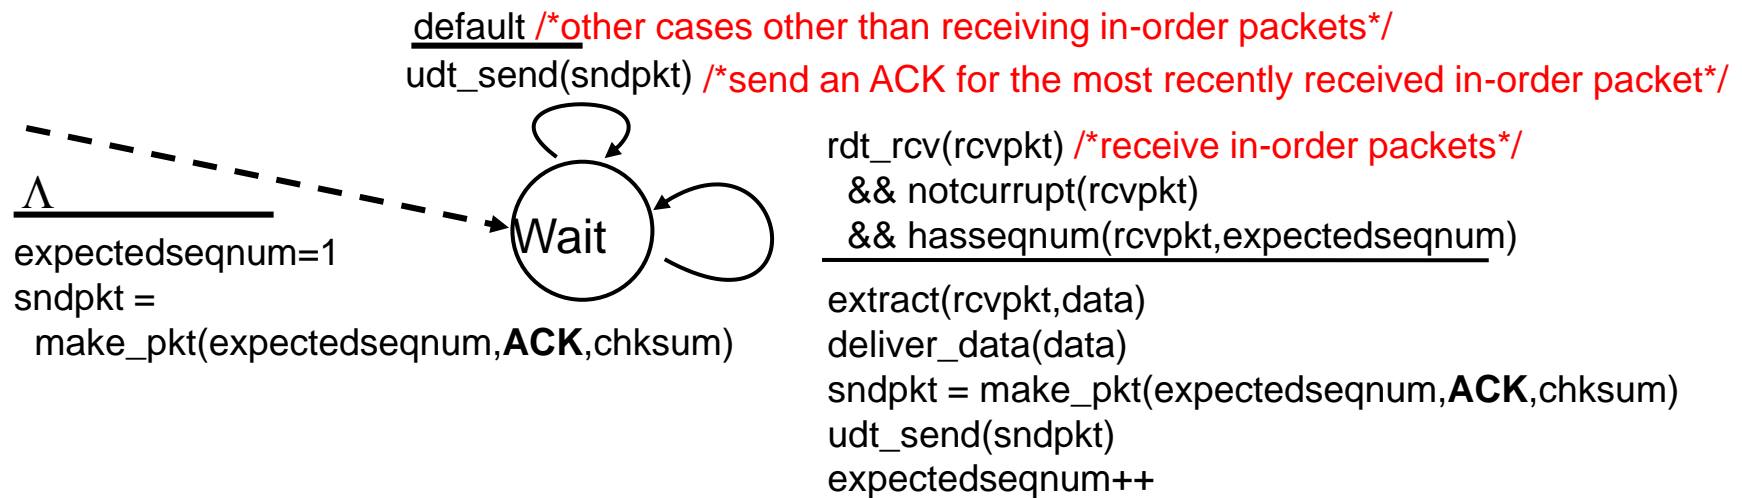 default /*other cases other than receiving in-order packets*/
udt_send(sndpkt) /*send an ACK for the most recently received in-order packet*/
Λ
expectedseqnum=1
sndpkt =
make_pkt(expectedseqnum,ACK,chksum)
Wait
rdt_rcv(rcvpkt) /*receive in-order packets*/
&& notcurrupt(rcvpkt)
&& hasseqnum(rcvpkt,expectedseqnum)
extract(rcvpkt,data)
deliver_data(data)
sndpkt = make_pkt(expectedseqnum,ACK,chksum)
udt_send(sndpkt)
expectedseqnum++